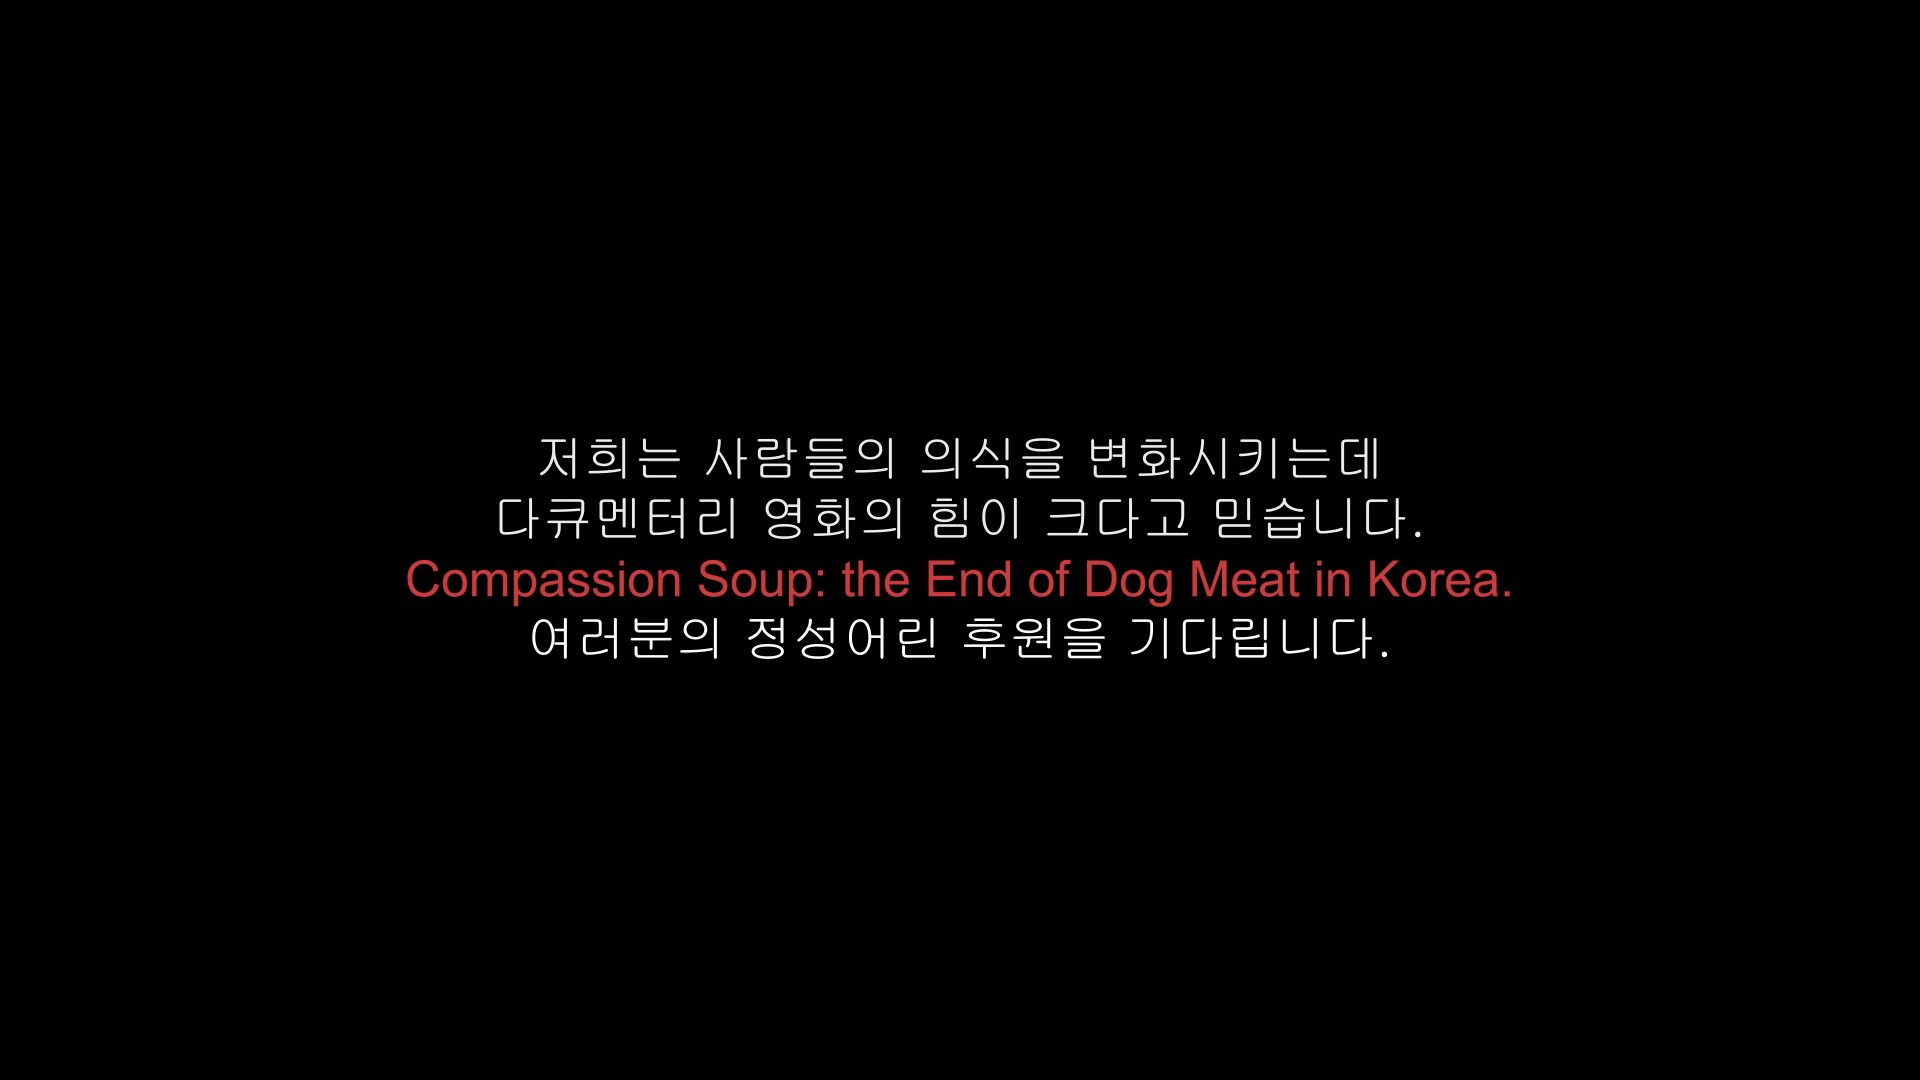 저희는 사람들의 의식을 변화시키는데
다큐멘터리 영화의 힘이 크다고 믿습니다.
Compassion Soup: the End of Dog Meat in Korea.
여러분의 정성어린 후원을 기다립니다.